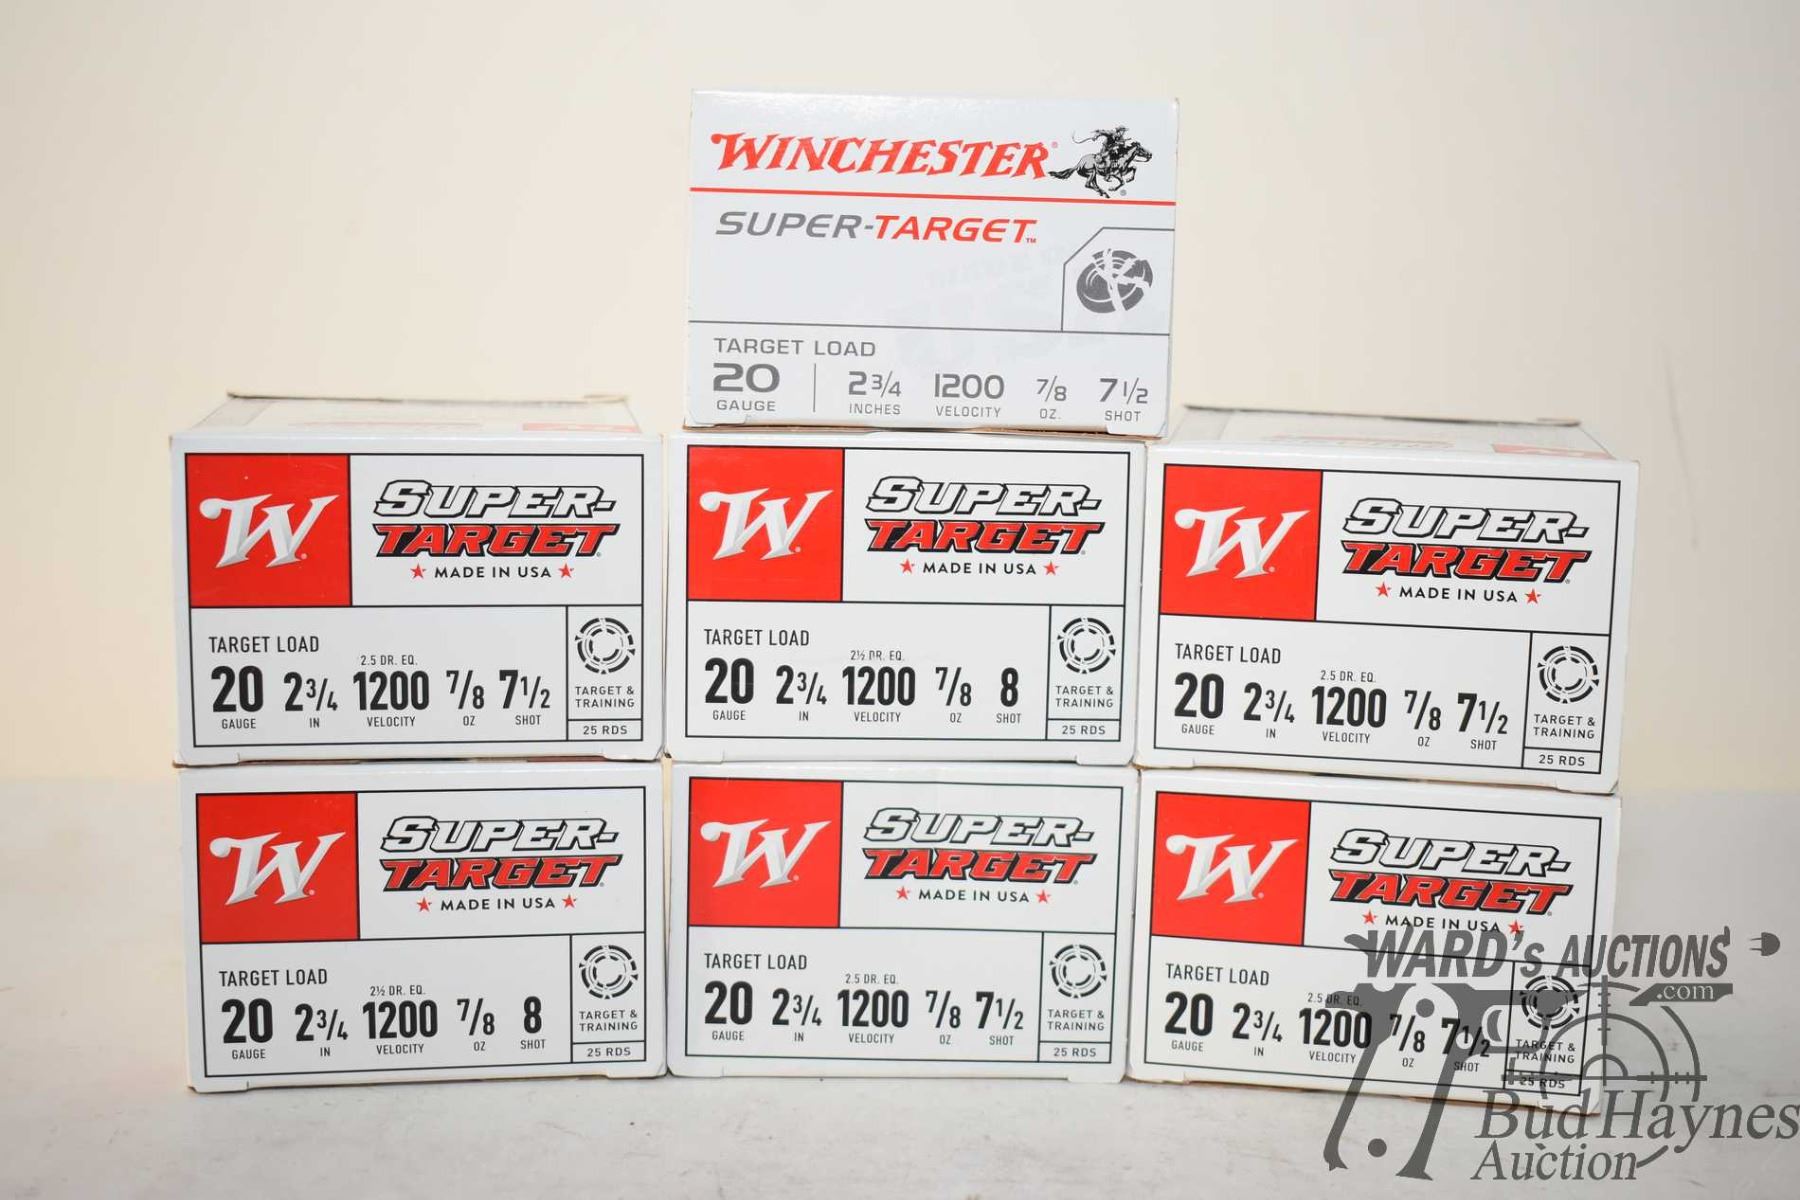 WINCHESTER®
SUPER-TARGET™
TARGET LOAD
20 2 3/4 1200 7/8 7 1/2
GAUGE INCHES VELOCITY OZ. SHOT
W
SUPER-
TARGET
★ MADE IN USA ★
TARGET LOAD
2.5 DR. EQ.
20 2 3/4 1200 7/8 7 1/2
GAUGE IN VELOCITY OZ SHOT
TARGET &
TRAINING
25 RDS
W
SUPER-
TARGET
★ MADE IN USA ★
TARGET LOAD
2½ DR. EQ.
20 2 3/4 1200 7/8 8
GAUGE IN VELOCITY OZ SHOT
TARGET &
TRAINING
25 RDS
W
SUPER-
TARGET
★ MADE IN USA ★
TARGET LOAD
2.5 DR. EQ.
20 2 3/4 1200 7/8 7 1/2
GAUGE IN VELOCITY OZ SHOT
TARGET &
TRAINING
25 RDS
W
SUPER-
TARGET
★ MADE IN USA ★
TARGET LOAD
2½ DR. EQ.
20 2 3/4 1200 7/8 8
GAUGE IN VELOCITY OZ SHOT
TARGET &
TRAINING
25 RDS
W
SUPER-
TARGET
★ MADE IN USA ★
TARGET LOAD
2.5 DR. EQ.
20 2 3/4 1200 7/8 7 1/2
GAUGE IN VELOCITY OZ SHOT
TARGET &
TRAINING
25 RDS
W
SUPER-
TARGET
★ MADE IN USA ★
TARGET LOAD
2.5 DR. EQ.
20 2 3/4 1200 7/8 7 1/2
GAUGE IN VELOCITY OZ SHOT
TARGET &
TRAINING
25 RDS
WARD's AUCTIONS
.com
Bud Haynes
Auction